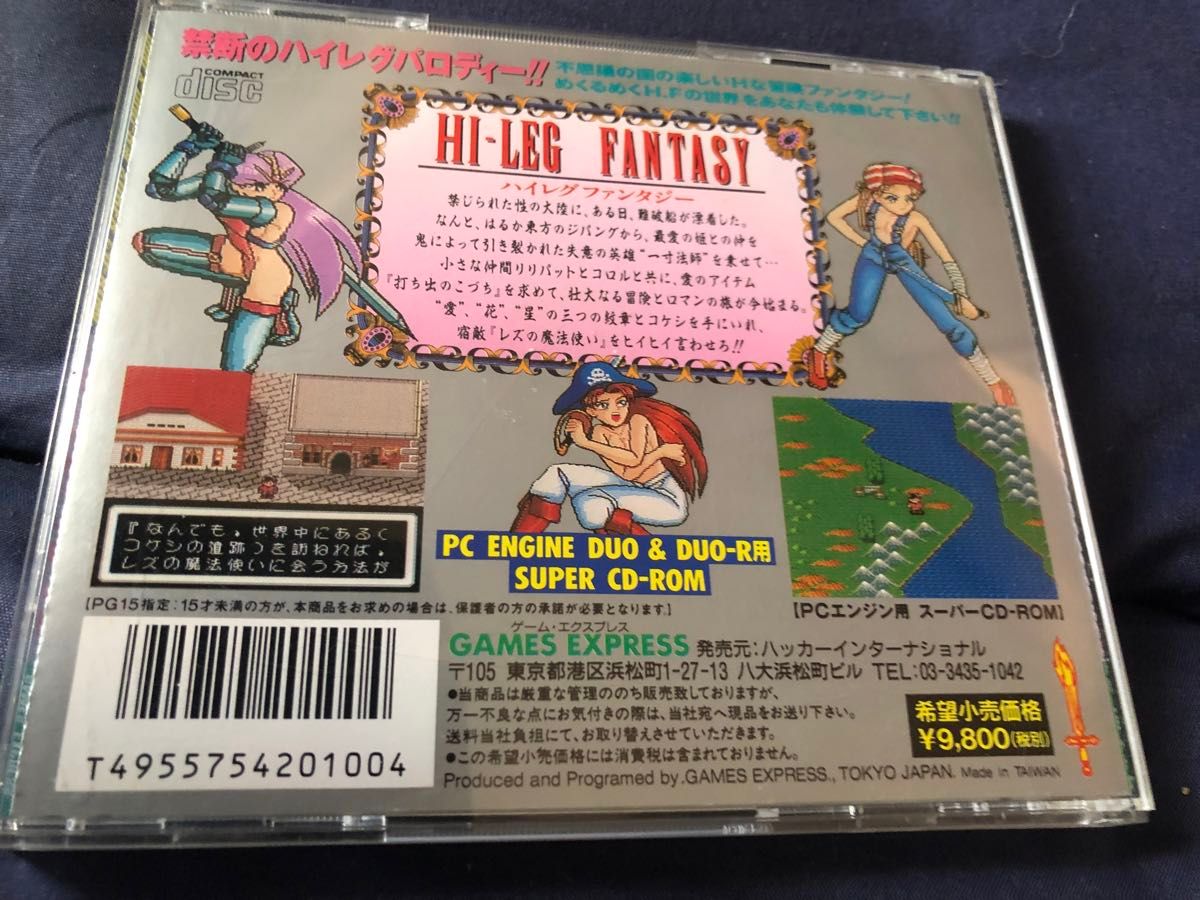 禁断のハイレグパロディー!!
不思議の国の楽しいHな冒険ファンタジー!
めくるめくH.Fの世界をあなたも体験して下さい!!
COMPACT
disc
HI-LEG FANTASY
ハイレグファンタジー
禁じられた性の大陸に、ある日、難破船が漂着した。
なんと、はるか東方のジパングから、最愛の姫との仲を
鬼によって引き裂かれた失意の英雄“一寸法師”を乗せて…
小さな仲間リリパットとコロルと共に、愛のアイテム
『打ち出のこづち』を求めて、壮大なる冒険とロマンの旅が今始まる。
“愛”、“花”、“星”の三つの紋章とコケシを手にいれ、
宿敵『レズの魔法使い』をヒイヒイ言わせろ!!
『なんでも、世界中にあるく
コケシの遺跡うを訪ねれば、
レズの魔法使いに会う方法が
PC ENGINE DUO & DUO-R用
SUPER CD-ROM
【PG15指定:15才未満の方が、本商品をお求めの場合は、保護者の方の承諾が必要となります。】
【PCエンジン用 スーパーCD-ROM】
ゲーム・エクスプレス
GAMES EXPRESS 発売元:ハッカーインターナショナル
〒105 東京都港区浜松町1-27-13 八大浜松町ビル TEL:03-3435-1042
●当商品は厳重な管理ののち販売致しておりますが、
万一不良な点にお気付きの際は、当社宛へ現品をお送り下さい。
送料当社負担にて、お取り替えさせていただきます。
●この希望小売価格には消費税は含まれておりません。
希望小売価格
¥9,800(税別)
Produced and Programed by.GAMES EXPRESS., TOKYO JAPAN. Made in TAIWAN
T4955754201004